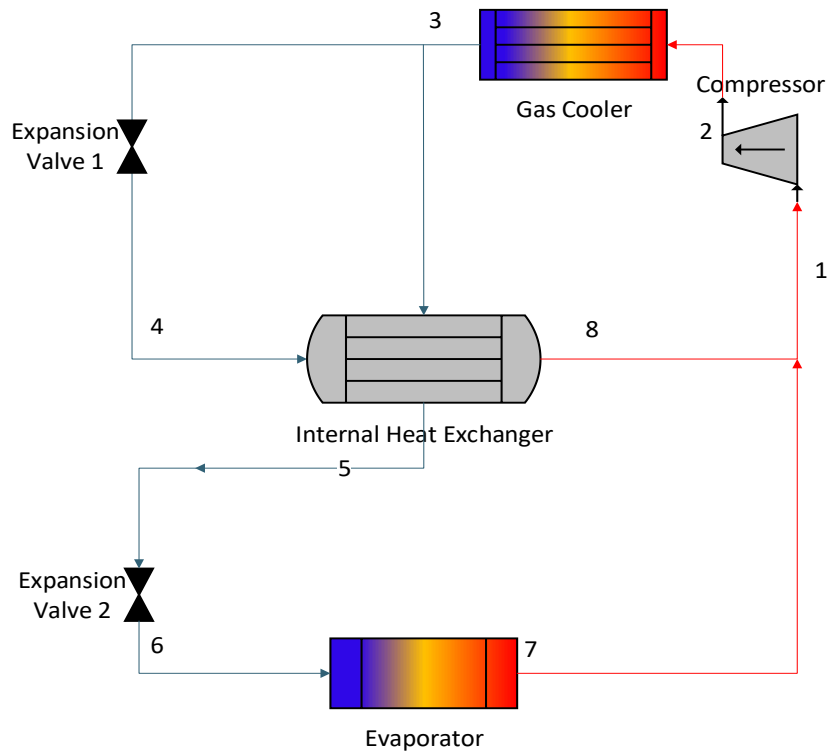 3
Compressor
Gas Cooler
2
Expansion
Valve 1
1
4
8
Internal Heat Exchanger
5
Expansion
Valve 2
6
7
Evaporator